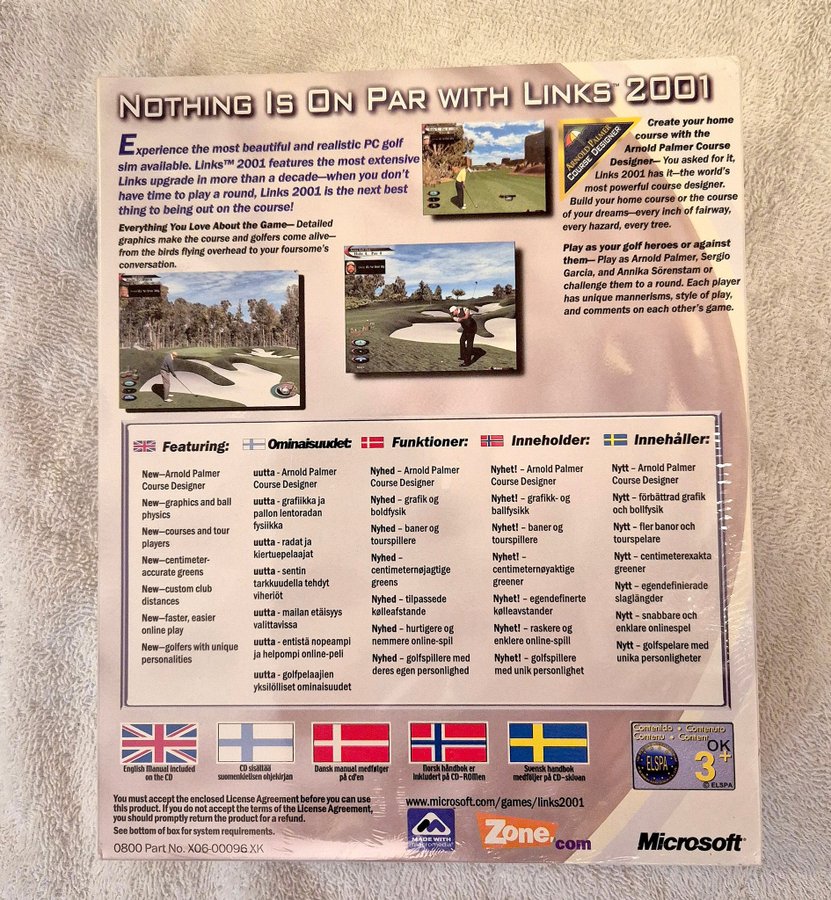 NOTHING IS ON PAR WITH LINKS™ 2001
Experience the most beautiful and realistic PC golf
sim available. Links™ 2001 features the most extensive
Links upgrade in more than a decade—when you don't
have time to play a round, Links 2001 is the next best
thing to being out on the course!
Everything You Love About the Game— Detailed
graphics make the course and golfers come alive—
from the birds flying overhead to your foursome's
conversation.
ARNOLD PALMER
COURSE DESIGNER
Create your home
course with the
Arnold Palmer Course
Designer— You asked for it,
Links 2001 has it—the world's
most powerful course designer.
Build your home course or the course
of your dreams—every inch of fairway,
every hazard, every tree.
Play as your golf heroes or against
them— Play as Arnold Palmer, Sergio
Garcia, and Annika Sörenstam or
challenge them to a round. Each player
has unique mannerisms, style of play,
and comments on each other's game.
Featuring:
New—Arnold Palmer
Course Designer
New—graphics and ball
physics
New—courses and tour
players
New—centimeter-
accurate greens
New—custom club
distances
New—faster, easier
online play
New—golfers with unique
personalities
Ominaisuudet:
uutta - Arnold Palmer
Course Designer
uutta - grafiikka ja
pallon lentoradan
fysiikka
uutta - radat ja
kiertuepelaajat
uutta - sentin
tarkkuudella tehdyt
viheriöt
uutta - mailan etäisyys
valittavissa
uutta - entistä nopeampi
ja helpompi online-peli
uutta - golfpelaajien
yksilölliset ominaisuudet
Funktioner:
Nyhed – Arnold Palmer
Course Designer
Nyhed – grafik og
boldfysik
Nyhed – baner og
tourspillere
Nyhed –
centimeternøjagtige
greens
Nyhed – tilpassede
kølleafstande
Nyhed – hurtigere og
nemmere online-spil
Nyhed – golfspillere med
deres egen personlighed
Inneholder:
Nyhet! – Arnold Palmer
Course Designer
Nyhet! – grafikk- og
ballfysikk
Nyhet! – baner og
tourspillere
Nyhet! –
centimeternøyaktige
greener
Nyhet! – egendefinerte
kølleavstander
Nyhet! – raskere og
enklere online-spill
Nyhet! – golfspillere
med unik personlighet
Innehåller:
Nytt – Arnold Palmer
Course Designer
Nytt – förbättrad grafik
och bollfysik
Nytt – fler banor och
tourspelare
Nytt – centimeterexakta
greener
Nytt – egendefinierade
slaglängder
Nytt – snabbare och
enklare onlinespel
Nytt – golfspelare med
unika personligheter
English Manual included
on the CD
CD sisältää
suomenkielisen ohjekirjan
Dansk manual medfølger
på cd'en
Norsk håndbok er
inkludert på CD-ROMen
Svensk handbok
medföljer på CD-skivan
Contenido • Contenuto
Contenu • Content
ELSPA
OK
3+
© ELSPA
You must accept the enclosed License Agreement before you can use
this product. If you do not accept the terms of the License Agreement,
you should promptly return the product for a refund.
See bottom of box for system requirements.
0800 Part No. X06-00096 XK
www.microsoft.com/games/links2001
MADE WITH
macromedia
Zone.com
Microsoft